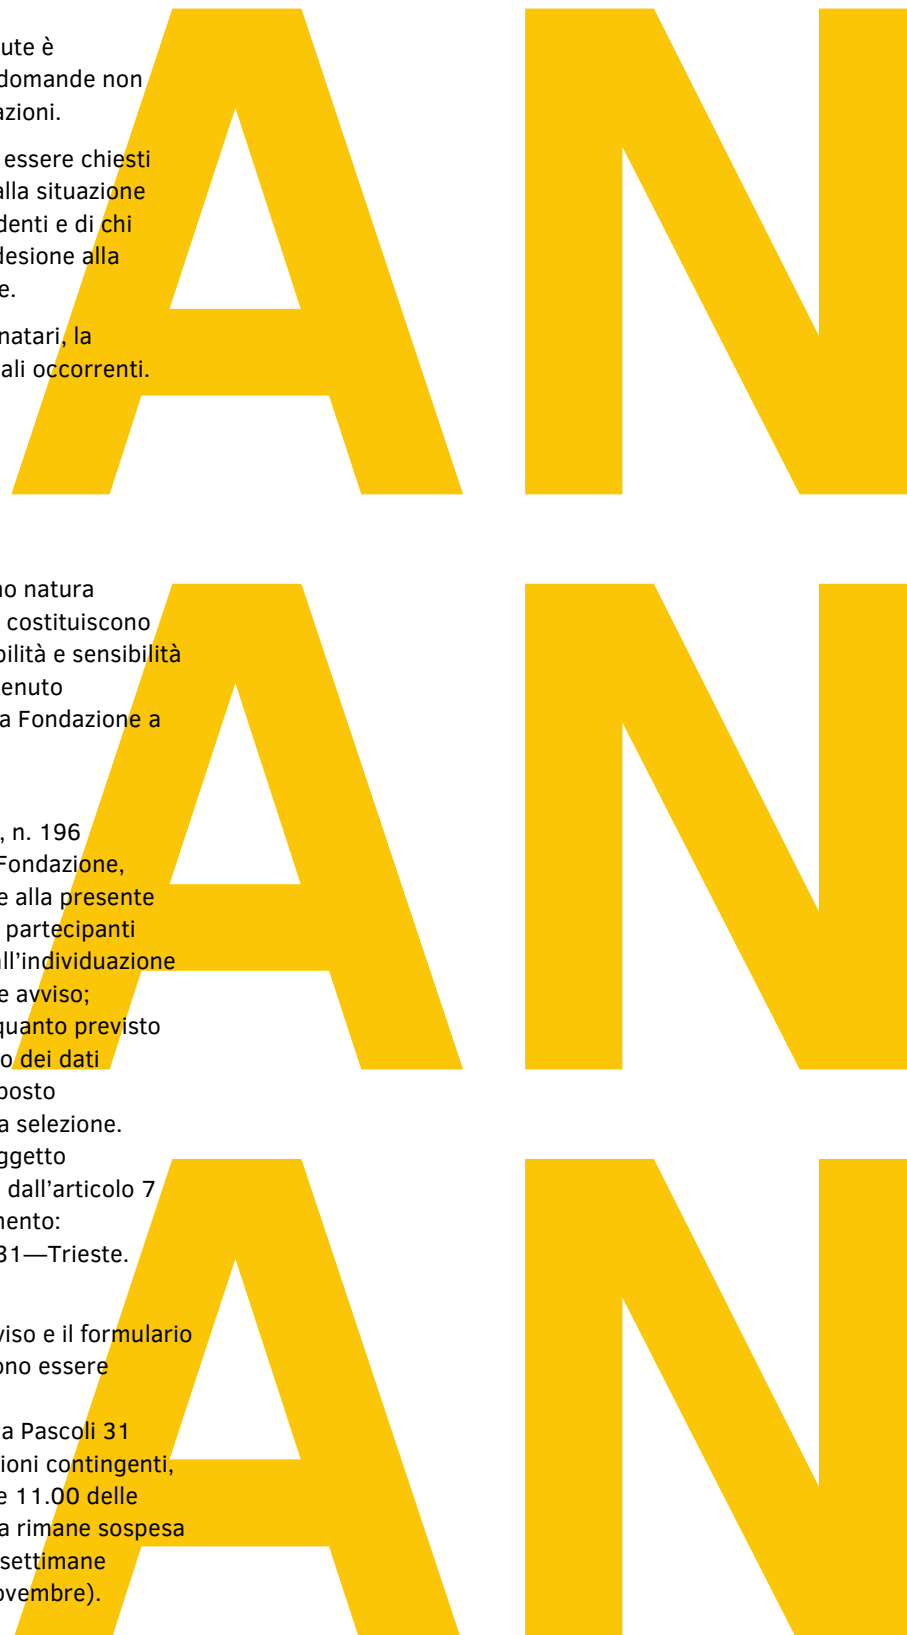 ute è
domande non
azioni.
essere chiesti
alla situazione
denti e di chi
desione alla
e.
natari, la
ali occorrenti.
AN
no natura
costituiscono
bilità e sensibilità
tenuto
a Fondazione a
, n. 196
Fondazione,
e alla presente
partecipanti
all’individuazione
e avviso;
quanto previsto
o dei dati
posto
a selezione.
AN
ggetto
dall’articolo 7
mento:
31—Trieste.
viso e il formulario
ono essere
a Pascoli 31
ioni contingenti,
e 11.00 delle
a rimane sospesa
settimane
ovembre).
AN